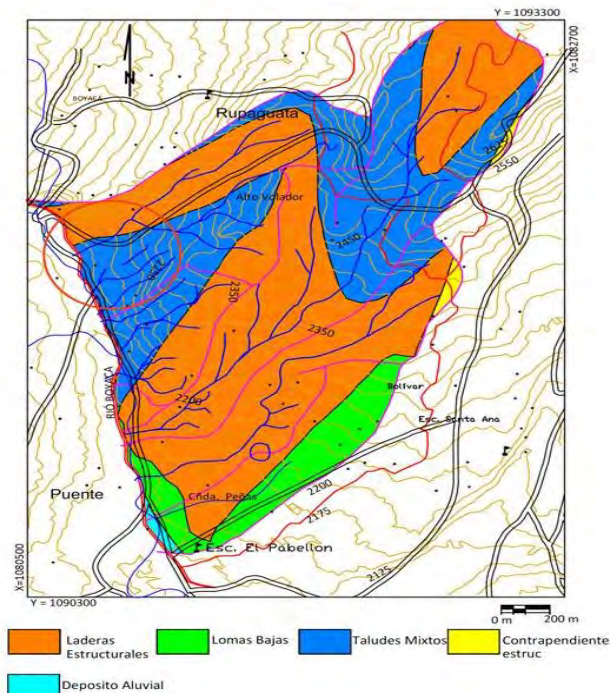 Y = 1093300
X=1082700
N
BOYACA
Rupaguata
2550
Alto Volador
2450
2350
2350
2200
RIO BOYACA
Bolivar
Esc. Santa Ana
Puente
Cñda. Peñas
2200
2175
Esc. El Pabellon
2125
X=1080500
Y = 1090300
0 m 200 m
Laderas Estructurales
Lomas Bajas
Taludes Mixtos
Contrapendiente estruc
Deposito Aluvial